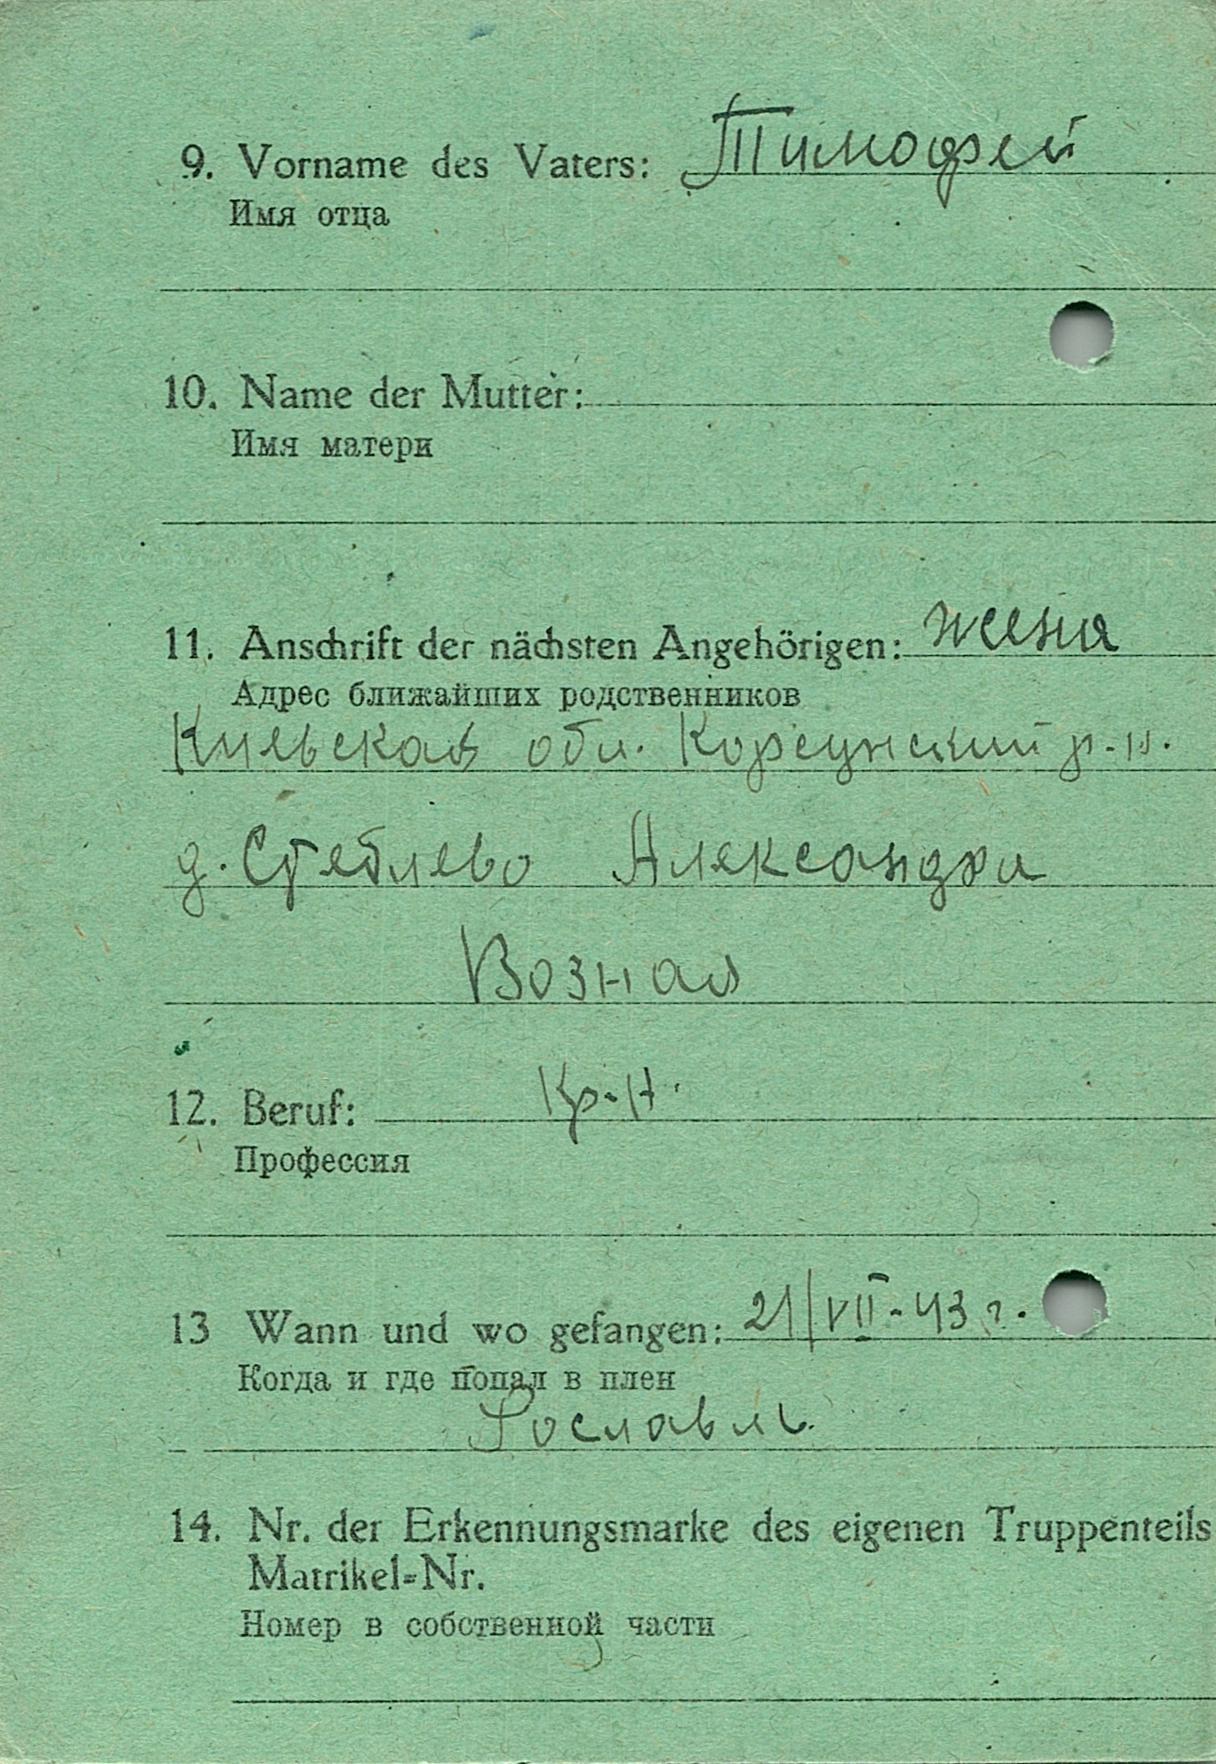 9. Vorname des Vaters: Тимофей
Имя отца
10. Name der Mutter:
Имя матери
11. Anschrift der nächsten Angehörigen: жена
Адрес ближайших родственников
Киевская обл. Корсунский р-н.
д. Стеблево Александра
Возная
12. Beruf: Кр-н.
Профессия
13 Wann und wo gefangen: 21/VII-43 г.
Когда и где попал в плен
Рославль
14. Nr. der Erkennungsmarke des eigenen Truppenteils
Matrikel-Nr.
Номер в собственной части